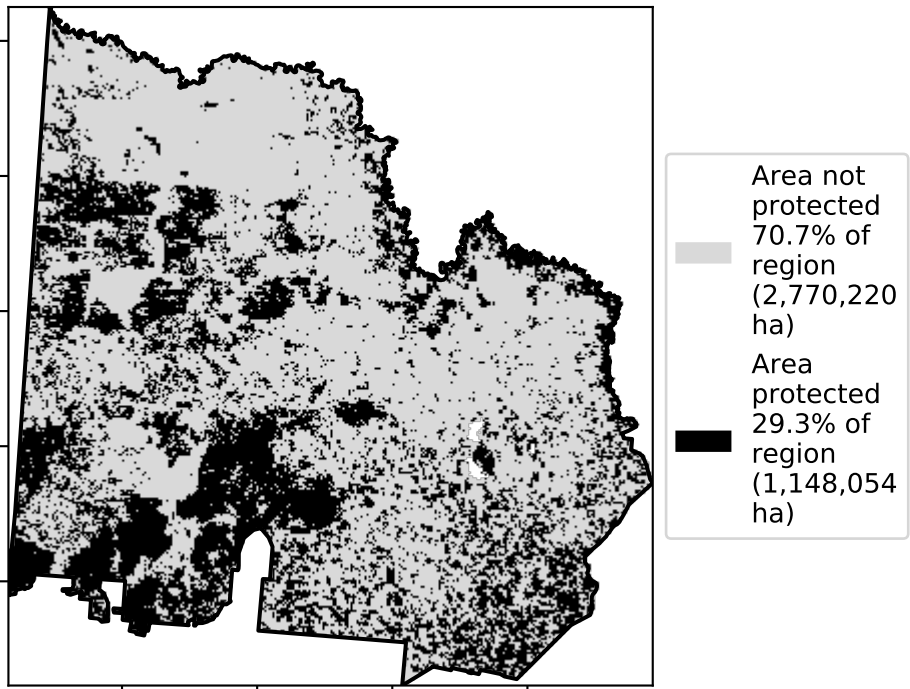 Area not
protected
70.7% of
region
(2,770,220
ha)
Area
protected
29.3% of
region
(1,148,054
ha)